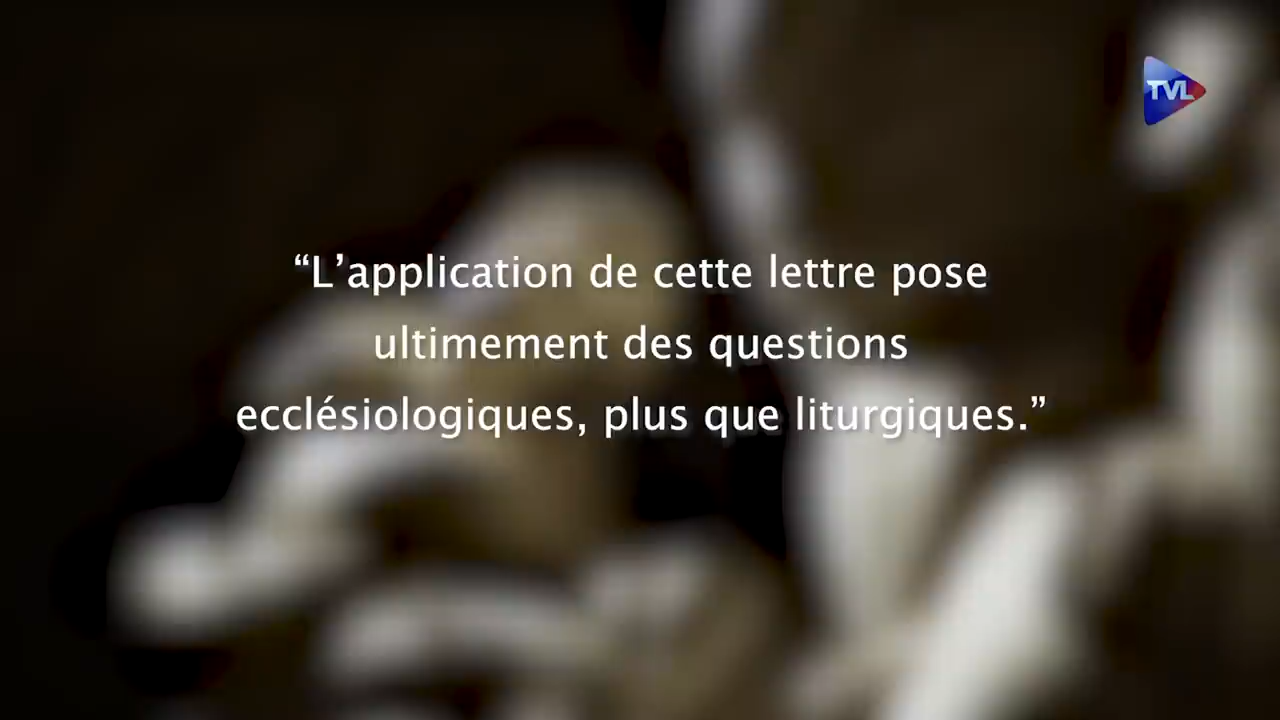 TVL
“L’application de cette lettre pose
ultimement des questions
ecclésiologiques, plus que liturgiques.”